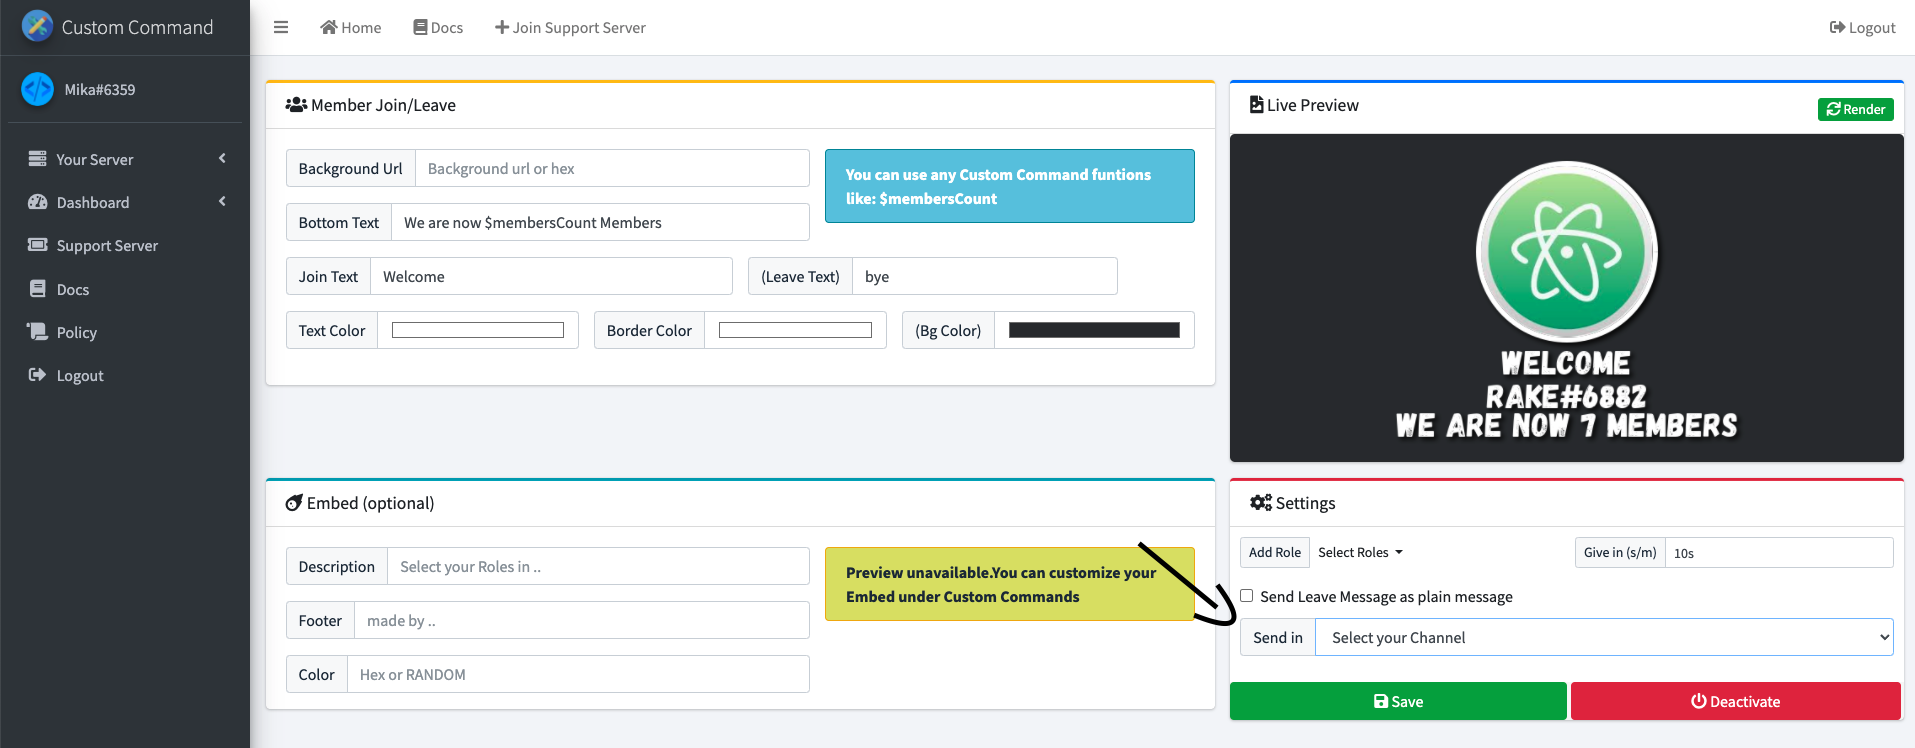 Custom Command
Home
Docs
Join Support Server
Logout
Mika#6359
Your Server
Dashboard
Support Server
Docs
Policy
Logout
Member Join/Leave
Background Url
Background url or hex
You can use any Custom Command funtions
like: $membersCount
Bottom Text
We are now $membersCount Members
Join Text
Welcome
(Leave Text)
bye
Text Color
Border Color
(Bg Color)
Live Preview
Render
WELCOME
RAKE#6882
WE ARE NOW 7 MEMBERS
Embed (optional)
Description
Select your Roles in ..
Preview unavailable.You can customize your
Embed under Custom Commands
Footer
made by ..
Color
Hex or RANDOM
Settings
Add Role
Select Roles
Give in (s/m)
10s
Send Leave Message as plain message
Send in
Select your Channel
Save
Deactivate